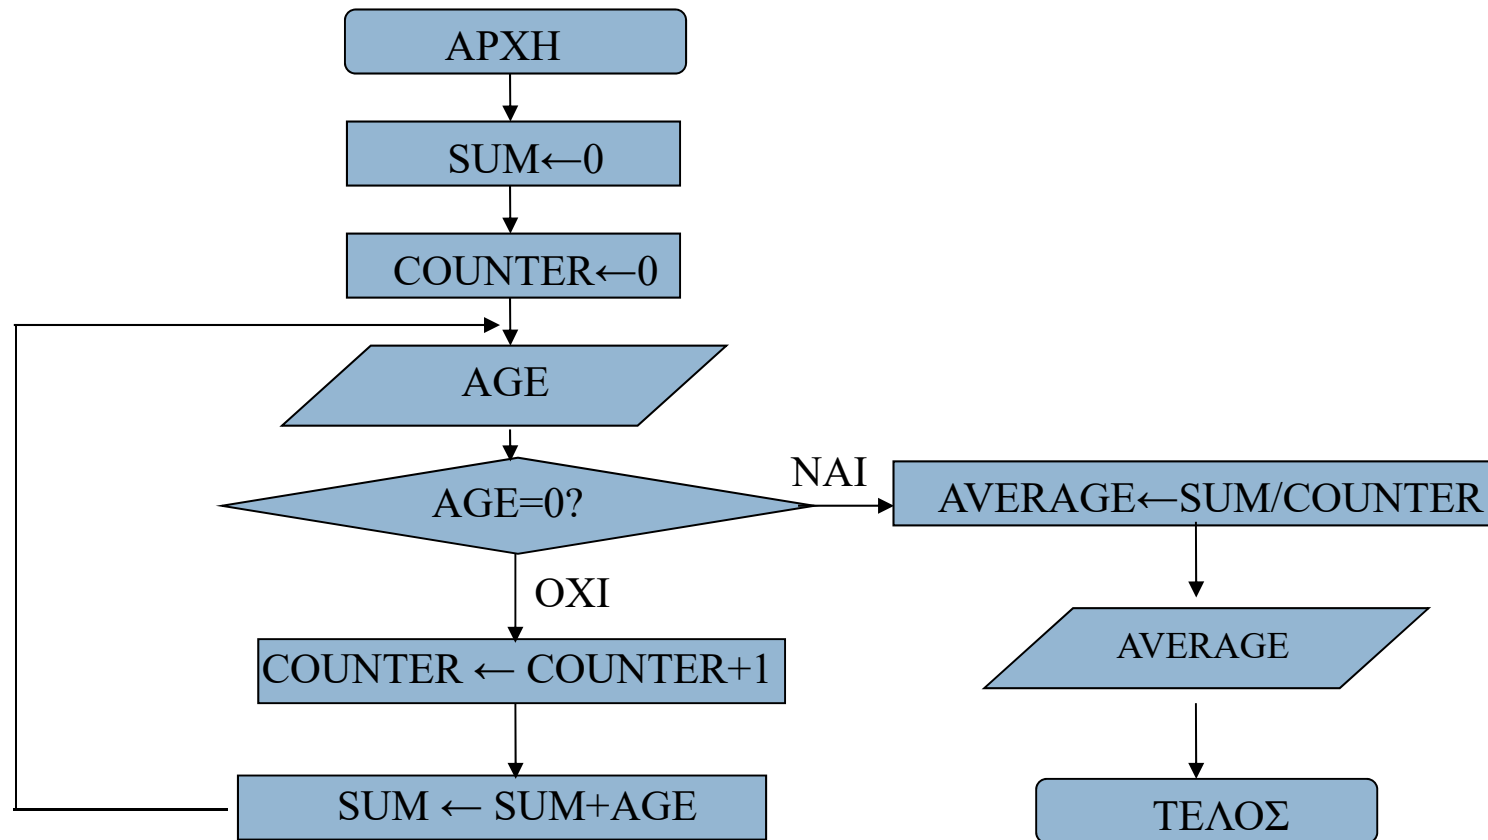 ΑΡΧΗ
SUM←0
COUNTER←0
AGE
AGE=0?
ΝΑΙ
AVERAGE←SUM/COUNTER
ΟΧΙ
COUNTER ← COUNTER+1
AVERAGE
SUM ← SUM+AGE
ΤΕΛΟΣ